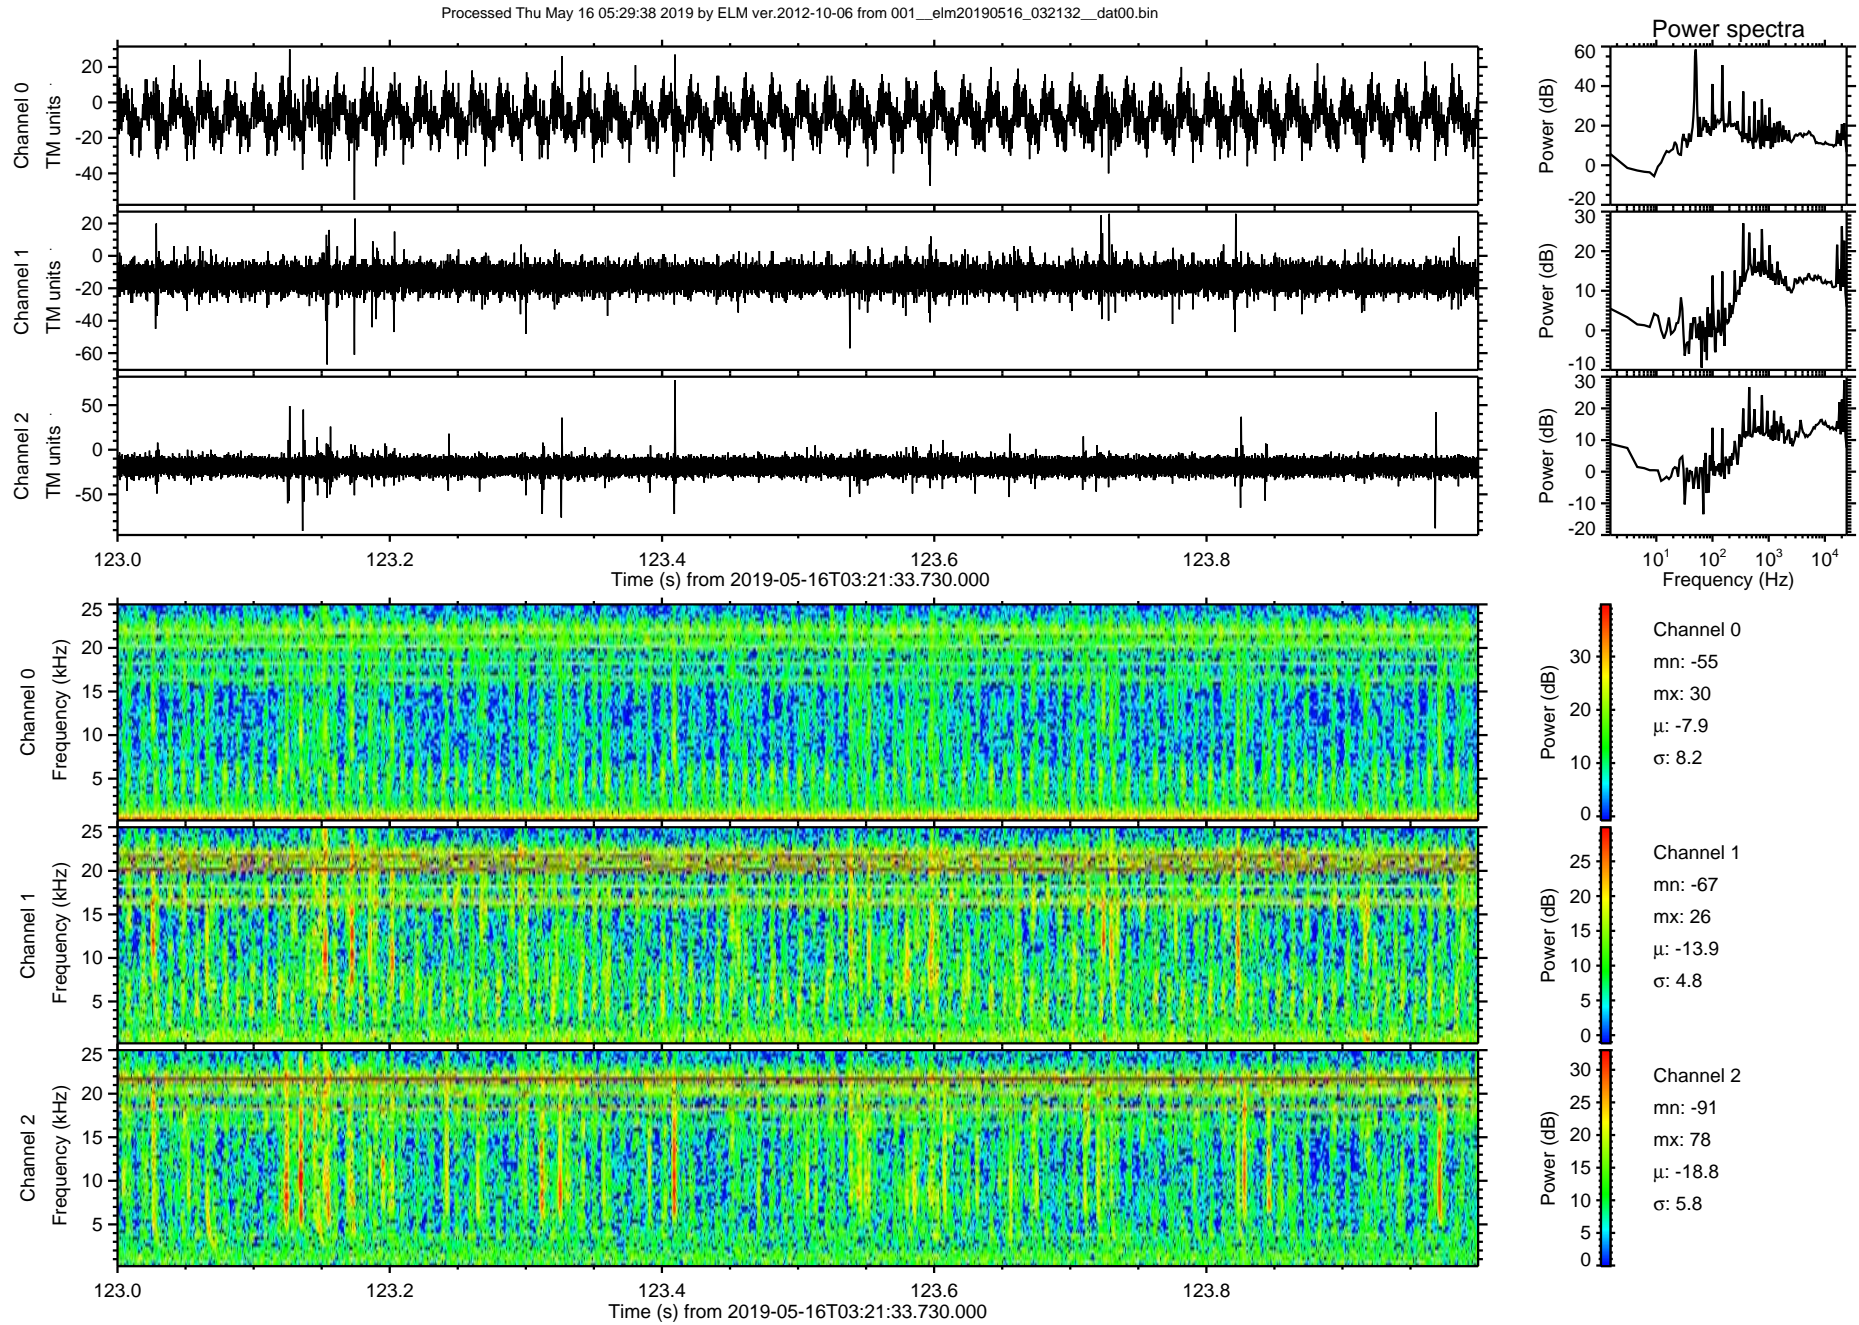 Processed Thu May 16 05:29:38 2019 by ELM ver.2012-10-06 from 001__elm20190516_032132__dat00.bin
Power spectra
Channel 0
TM units
20
0
-20
-40
Power (dB)
60
40
20
0
-20
Channel 1
TM units
20
0
-20
-40
-60
Power (dB)
30
20
10
0
-10
Channel 2
TM units
50
0
-50
Power (dB)
30
20
10
0
-10
-20
123.0 123.2 123.4 123.6 123.8
Time (s) from 2019-05-16T03:21:33.730.000
10¹ 10² 10³ 10⁴
Frequency (Hz)
Channel 0
Frequency (kHz)
25
20
15
10
5
Power (dB)
30
20
10
0
Channel 0
mn: -55
mx: 30
μ: -7.9
σ: 8.2
Channel 1
Frequency (kHz)
25
20
15
10
5
Power (dB)
25
20
15
10
5
0
Channel 1
mn: -67
mx: 26
μ: -13.9
σ: 4.8
Channel 2
Frequency (kHz)
25
20
15
10
5
Power (dB)
30
25
20
15
10
5
0
Channel 2
mn: -91
mx: 78
μ: -18.8
σ: 5.8
123.0 123.2 123.4 123.6 123.8
Time (s) from 2019-05-16T03:21:33.730.000